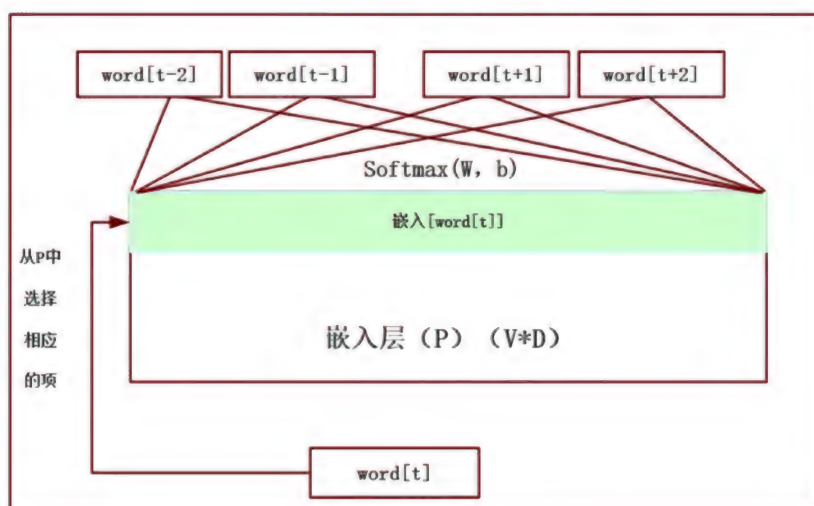 word[t-2]
word[t-1]
word[t+1]
word[t+2]
Softmax(W, b)
嵌入[word[t]]
从P中
选择
相应
的项
嵌入层（P）（V*D）
word[t]